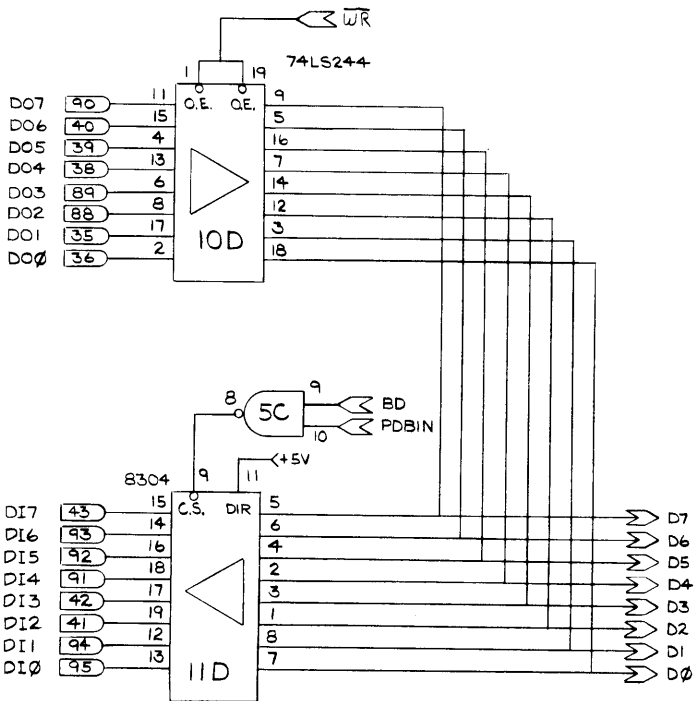 W̅R̅
1 19 74LS244
O.E. O.E.
DO7 90 11 9
DO6 40 15 5
DO5 39 4 16
DO4 38 13 7
DO3 89 6 14
DO2 88 8 12
DO1 35 17 3
DOØ 36 2 18
10D
8 5C 9 BD
10 PDBIN
+5V
8304 9 11
C.S. DIR
DI7 43 15 5 D7
DI6 93 14 6 D6
DI5 92 16 4 D5
DI4 91 18 2 D4
DI3 42 17 3 D3
DI2 41 19 1 D2
DI1 94 12 8 D1
DIØ 95 13 7 DØ
11D